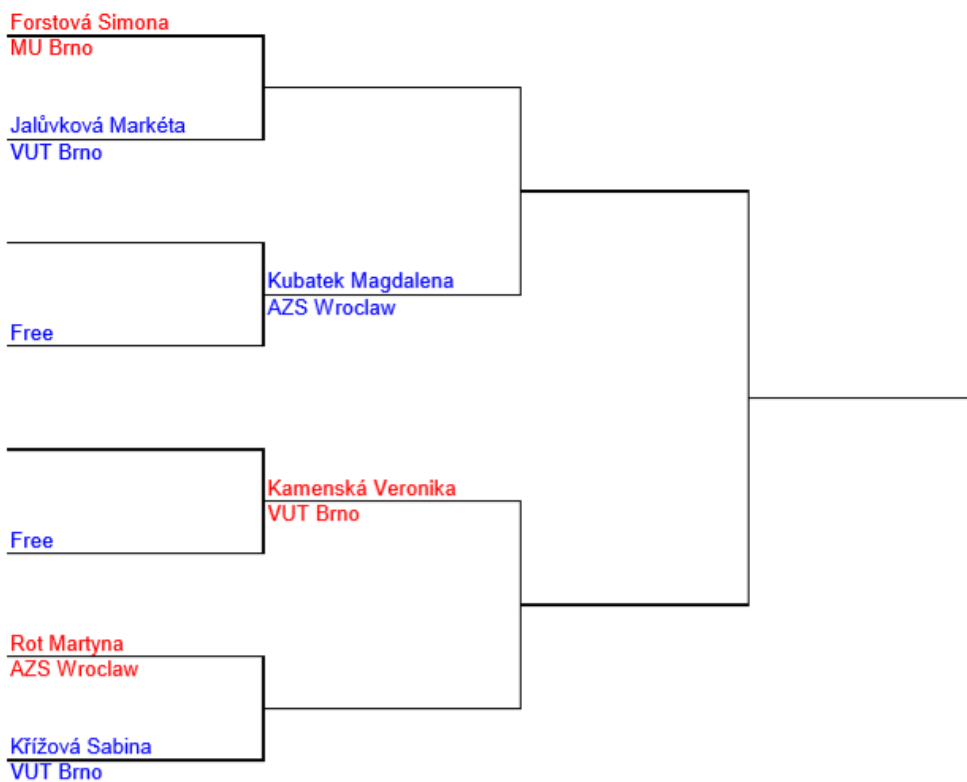 Forstová Simona
MU Brno
Jalůvková Markéta
VUT Brno
Kubatek Magdalena
AZS Wroclaw
Free
Kamenská Veronika
VUT Brno
Free
Rot Martyna
AZS Wroclaw
Křížová Sabina
VUT Brno